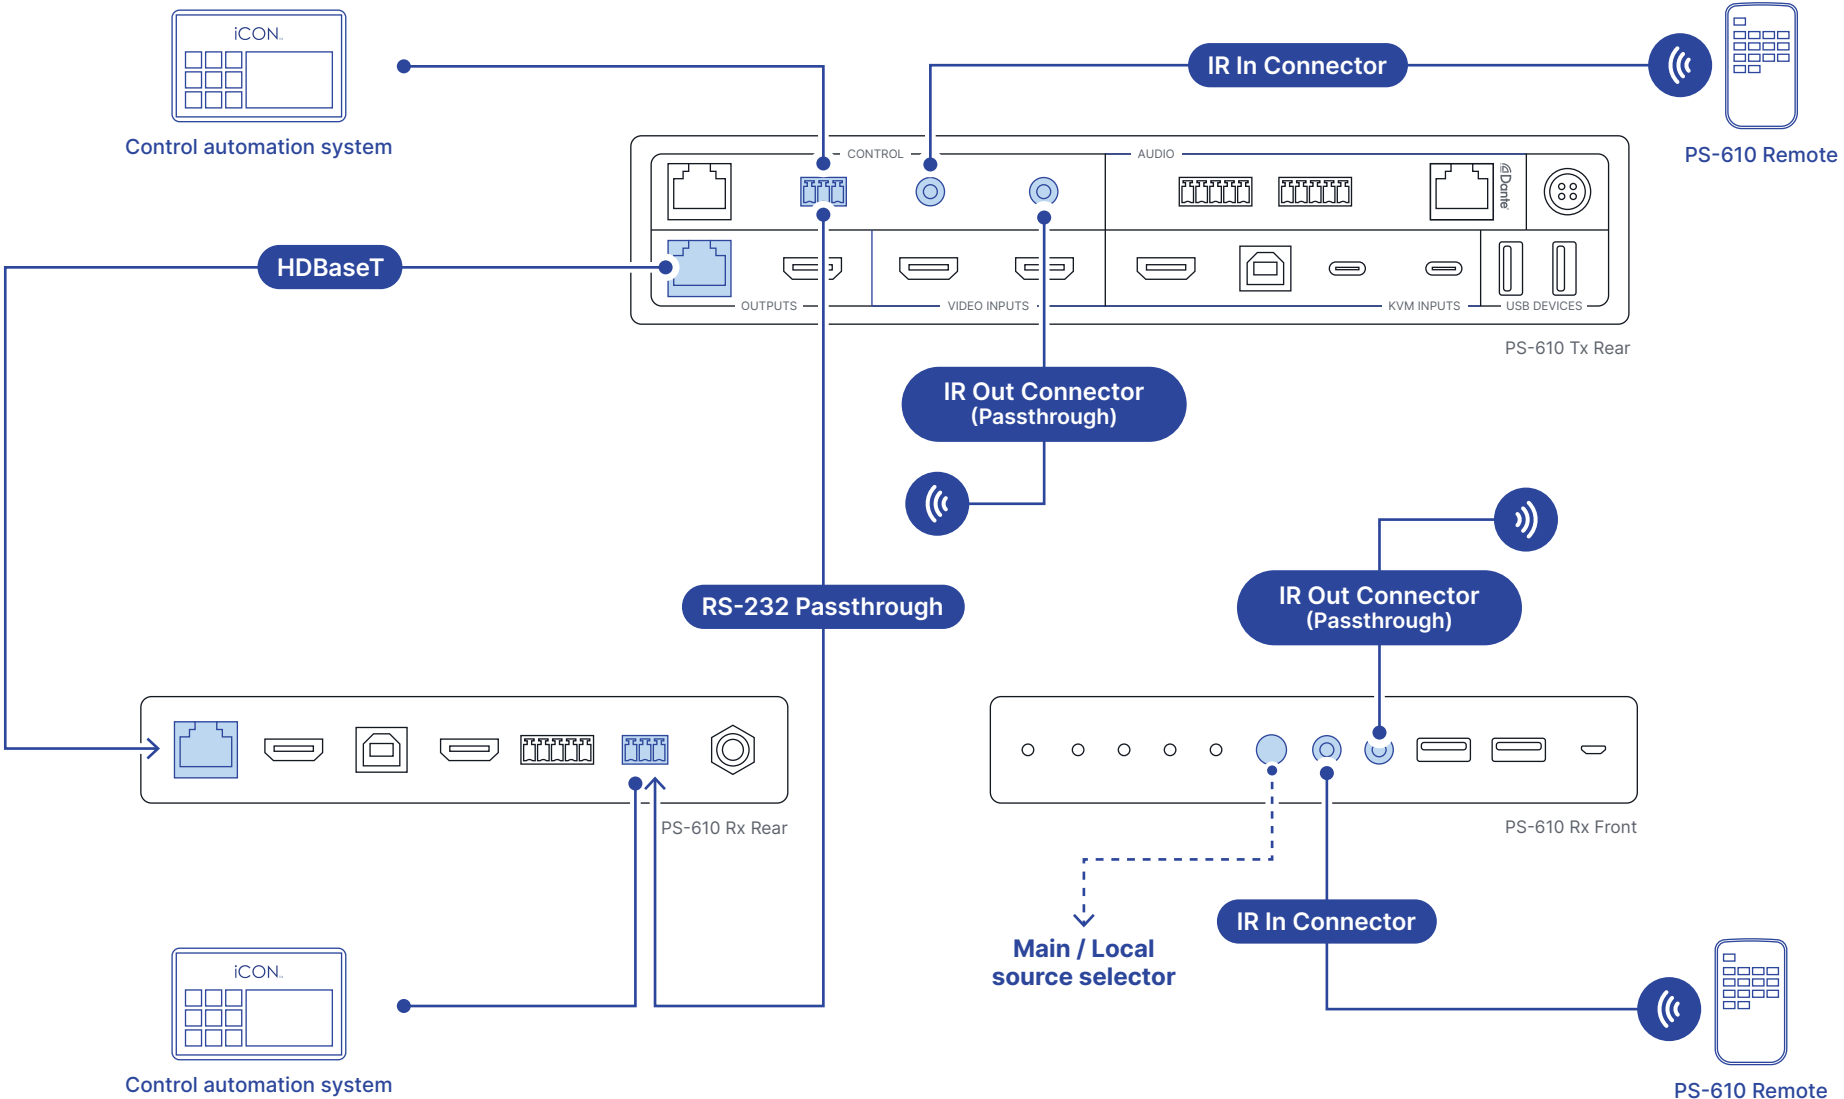 iCON
Control automation system
IR In Connector
PS-610 Remote
CONTROL
AUDIO
Dante
HDBaseT
OUTPUTS
VIDEO INPUTS
KVM INPUTS
USB DEVICES
PS-610 Tx Rear
IR Out Connector
(Passthrough)
RS-232 Passthrough
IR Out Connector
(Passthrough)
PS-610 Rx Rear
PS-610 Rx Front
IR In Connector
Main / Local
source selector
iCON
Control automation system
PS-610 Remote